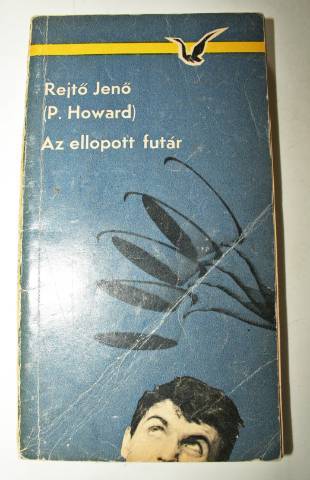 Rejtő Jenő
(P. Howard)
Az ellopott futár